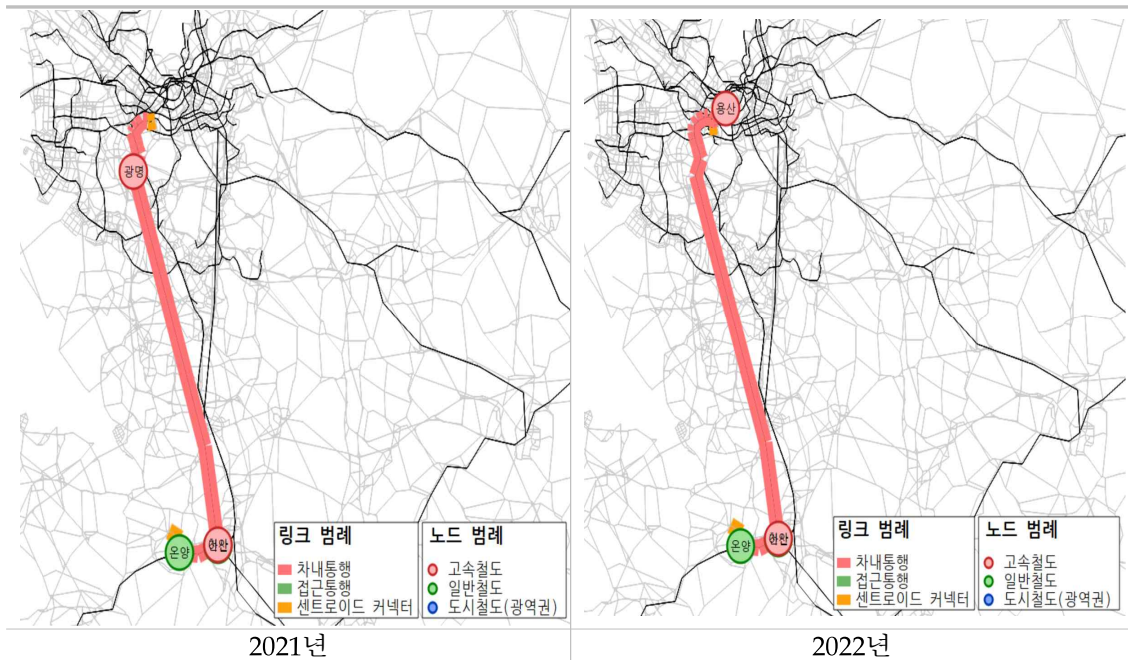 광명
온양
링크 범례
차내통행
접근통행
센트로이드 커넥터
노드 범례
고속철도
일반철도
도시철도(광역권)
2021년
용산
온양
링크 범례
차내통행
접근통행
센트로이드 커넥터
노드 범례
고속철도
일반철도
도시철도(광역권)
2022년